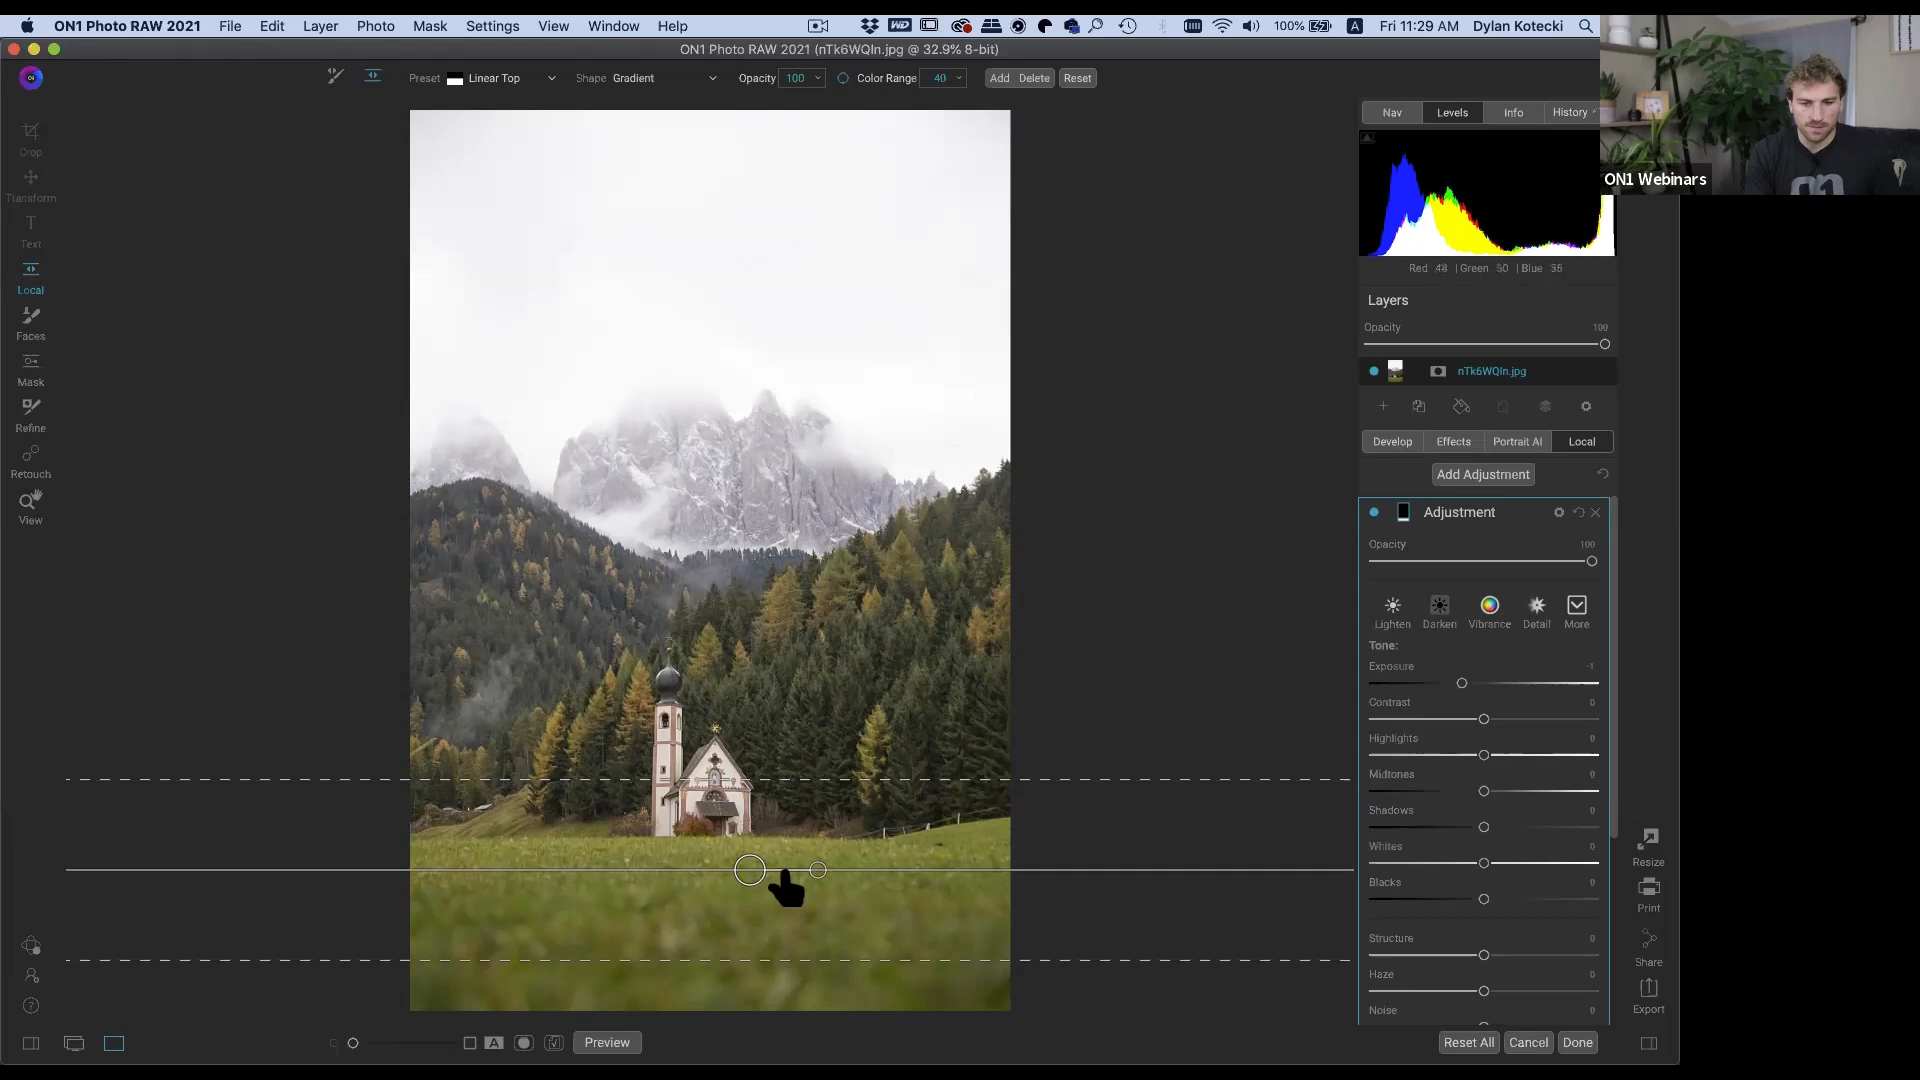 ON1 Photo RAW 2021 File Edit Layer Photo Mask Settings View Window Help 100% A Fri 11:29 AM Dylan Kotecki
ON1 Photo RAW 2021 (nTk6WQIn.jpg @ 32.9% 8-bit)
Preset Linear Top Shape Gradient Opacity 100 Color Range 40 Add Delete Reset
Nav Levels Info History
ON1 Webinars
Crop
Transform
Text
Local
Faces
Mask
Refine
Retouch
View
Red 48 | Green 50 | Blue 36
Layers
Opacity 100
nTk6WQIn.jpg
Develop Effects Portrait AI Local
Add Adjustment
Adjustment
Opacity 100
Lighten Darken Vibrance Detail More
Tone:
Exposure -1
Contrast 0
Highlights 0
Midtones 0
Shadows 0
Whites 0
Blacks 0
Structure 0
Haze 0
Noise 0
Resize
Print
Share
Export
A Preview Reset All Cancel Done